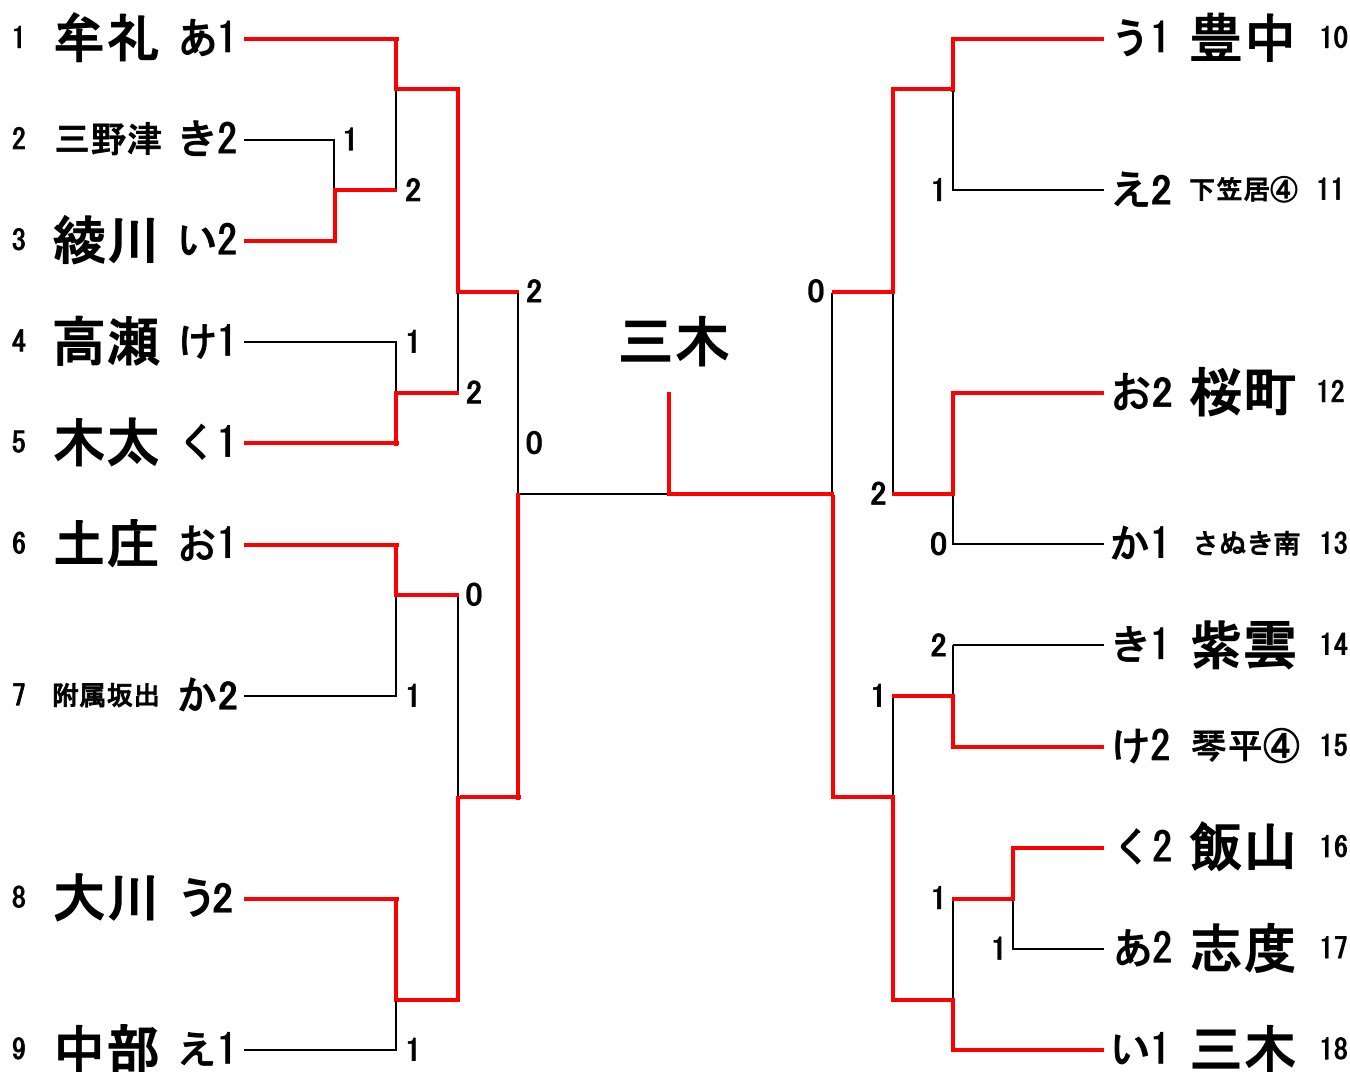 1 牟礼 あ1
2 三野津 き2
1
3 綾川 い2
2
4 高瀬 け1
1
5 木太 く1
2
2
0
6 土庄 お1
0
7 附属坂出 か2
1
8 大川 う2
9 中部 え1
1
三木
う1 豊中 10
1
え2 下笠居④ 11
0
お2 桜町 12
2
0
か1 さぬき南 13
2
き1 紫雲 14
1
け2 琴平④ 15
く2 飯山 16
1
1
あ2 志度 17
い1 三木 18